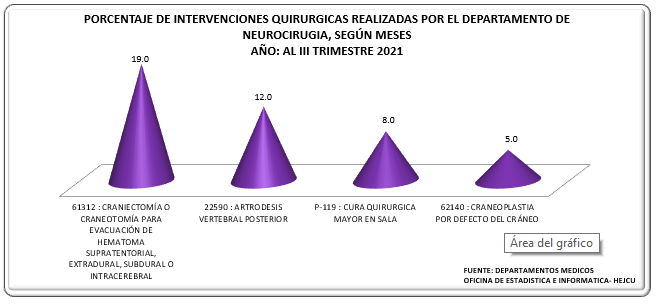 PORCENTAJE DE INTERVENCIONES QUIRURGICAS REALIZADAS POR EL DEPARTAMENTO DE
NEUROCIRUGIA, SEGÚN MESES
AÑO: AL III TRIMESTRE 2021
19.0
12.0
8.0
5.0
61312 : CRANIECTOMÍA O
CRANEOTOMÍA PARA
EVACUACIÓN DE
HEMATOMA
SUPRATENTORIAL,
EXTRADURAL, SUBDURAL O
INTRACEREBRAL
22590 : ARTRODESIS
VERTEBRAL POSTERIOR
P-119 : CURA QUIRURGICA
MAYOR EN SALA
62140 : CRANEOPLASTIA
POR DEFECTO DEL CRÁNEO
Área del gráfico
FUENTE: DEPARTAMENTOS MEDICOS
OFICINA DE ESTADISTICA E INFORMATICA- HEJCU